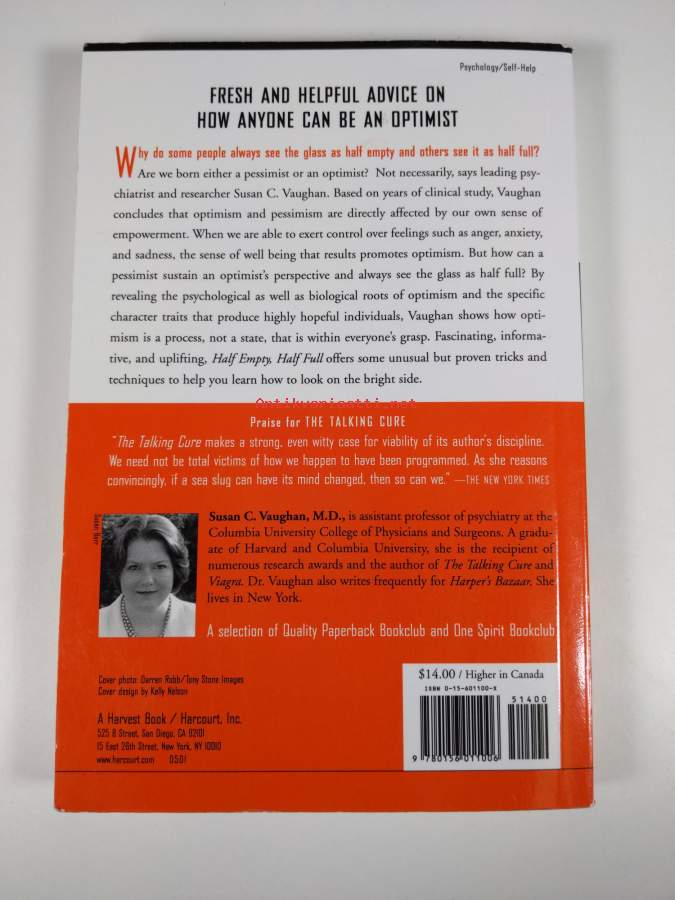 Psychology/Self-Help
FRESH AND HELPFUL ADVICE ON
HOW ANYONE CAN BE AN OPTIMIST
Why do some people always see the glass as half empty and others see it as half full?
Are we born either a pessimist or an optimist? Not necessarily, says leading psy-
chiatrist and researcher Susan C. Vaughan. Based on years of clinical study, Vaughan
concludes that optimism and pessimism are directly affected by our own sense of
empowerment. When we are able to exert control over feelings such as anger, anxiety,
and sadness, the sense of well being that results promotes optimism. But how can a
pessimist sustain an optimist's perspective and always see the glass as half full? By
revealing the psychological as well as biological roots of optimism and the specific
character traits that produce highly hopeful individuals, Vaughan shows how opti-
mism is a process, not a state, that is within everyone's grasp. Fascinating, informa-
tive, and uplifting, Half Empty, Half Full offers some unusual but proven tricks and
techniques to help you learn how to look on the bright side.
Antikvariaatti.net
Praise for THE TALKING CURE
"The Talking Cure makes a strong, even witty case for viability of its author's discipline.
We need not be total victims of how we happen to have been programmed. As she reasons
convincingly, if a sea slug can have its mind changed, then so can we." —THE NEW YORK TIMES
Susan C. Vaughan, M.D., is assistant professor of psychiatry at the
Columbia University College of Physicians and Surgeons. A gradu-
ate of Harvard and Columbia University, she is the recipient of
numerous research awards and the author of The Talking Cure and
Viagra. Dr. Vaughan also writes frequently for Harper's Bazaar. She
lives in New York.
A selection of Quality Paperback Bookclub and One Spirit Bookclub
Cover photo: Darren Robb/Tony Stone Images
Cover design by Kelly Nelson
A Harvest Book / Harcourt, Inc.
525 B Street, San Diego, CA 92101
15 East 26th Street, New York, NY 10010
www.harcourt.com 0501
$14.00 / Higher in Canada
ISBN 0-15-601100-X
51400
9 780156 011006